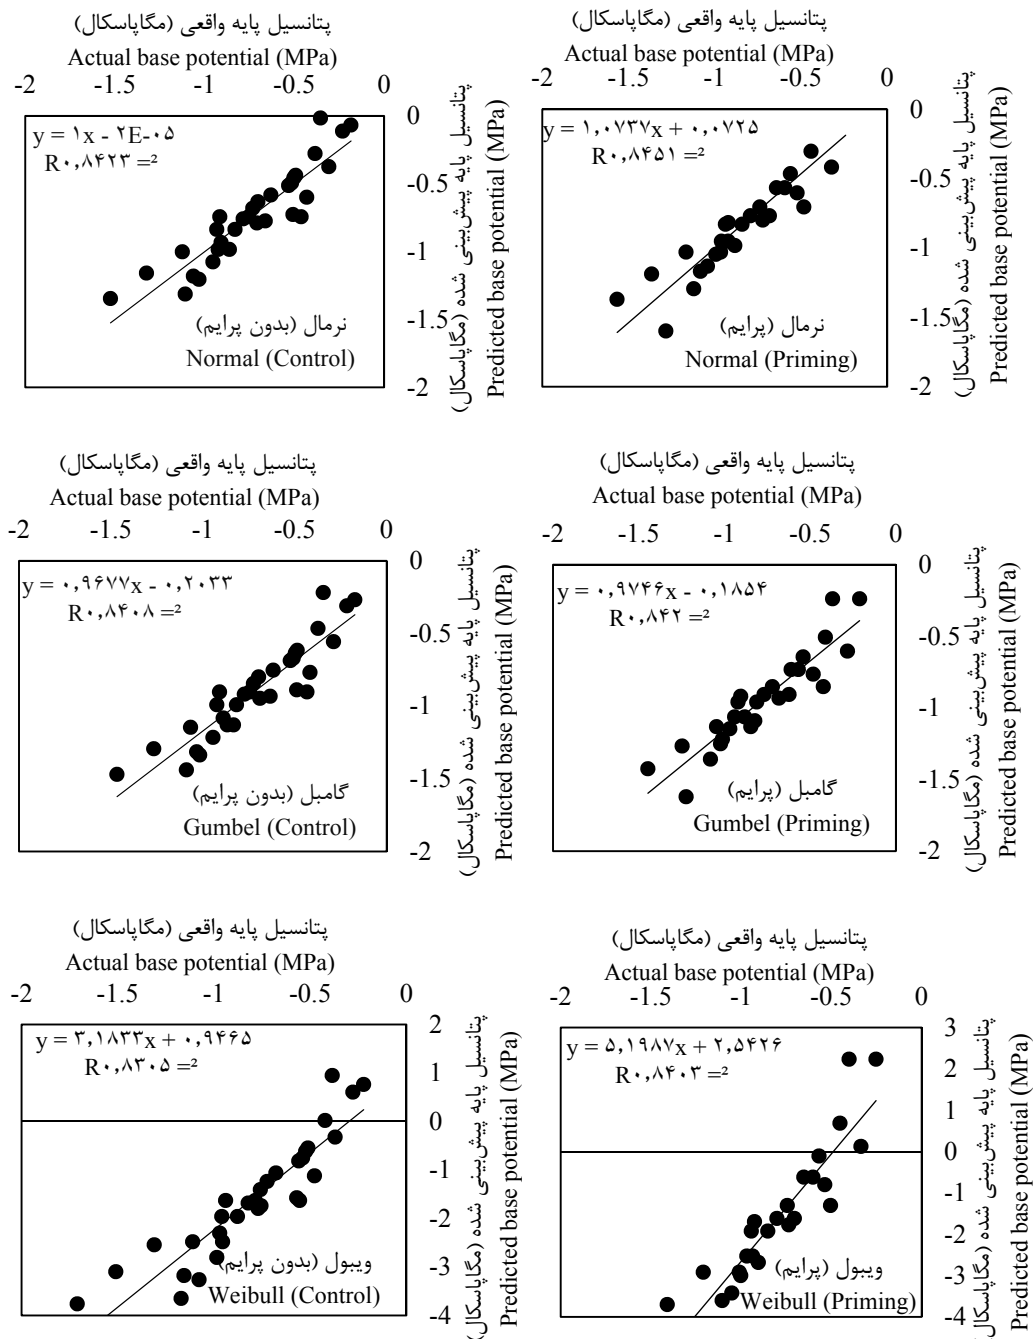 پتانسیل پایه واقعی (مگاپاسکال)
Actual base potential (MPa)
-2 -1.5 -1 -0.5 0
y = ۱x - ۲E-۰۵
R۰,۸۴۲۳ =²
0
-0.5
-1
-1.5
-2
پتانسیل پایه پیش‌بینی شده (مگاپاسکال)
Predicted base potential (MPa)
نرمال (بدون پرایم)
Normal (Control)
پتانسیل پایه واقعی (مگاپاسکال)
Actual base potential (MPa)
-2 -1.5 -1 -0.5 0
y = ۱,۰۷۳۷x + ۰,۰۷۲۵
R۰,۸۴۵۱ =²
0
-0.5
-1
-1.5
-2
پتانسیل پایه پیش‌بینی شده (مگاپاسکال)
Predicted base potential (MPa)
نرمال (پرایم)
Normal (Priming)
پتانسیل پایه واقعی (مگاپاسکال)
Actual base potential (MPa)
-2 -1.5 -1 -0.5 0
y = ۰,۹۶۷۷x - ۰,۲۰۳۳
R۰,۸۴۰۸ =²
0
-0.5
-1
-1.5
-2
پتانسیل پایه پیش‌بینی شده (مگاپاسکال)
Predicted base potential (MPa)
گامبل (بدون پرایم)
Gumbel (Control)
پتانسیل پایه واقعی (مگاپاسکال)
Actual base potential (MPa)
-2 -1.5 -1 -0.5 0
y = ۰,۹۷۴۶x - ۰,۱۸۵۴
R۰,۸۴۲ =²
0
-0.5
-1
-1.5
-2
پتانسیل پایه پیش‌بینی شده (مگاپاسکال)
Predicted base potential (MPa)
گامبل (پرایم)
Gumbel (Priming)
پتانسیل پایه واقعی (مگاپاسکال)
Actual base potential (MPa)
-2 -1.5 -1 -0.5 0
y = ۳,۱۸۳۳x + ۰,۹۴۶۵
R۰,۸۳۰۵ =²
2
1
0
-1
-2
-3
-4
پتانسیل پایه پیش‌بینی شده (مگاپاسکال)
Predicted base potential (MPa)
ویبول (بدون پرایم)
Weibull (Control)
پتانسیل پایه واقعی (مگاپاسکال)
Actual base potential (MPa)
-2 -1.5 -1 -0.5 0
y = ۵,۱۹۸۷x + ۲,۵۴۲۶
R۰,۸۴۰۳ =²
3
2
1
0
-1
-2
-3
-4
پتانسیل پایه پیش‌بینی شده (مگاپاسکال)
Predicted base potential (MPa)
ویبول (پرایم)
Weibull (Priming)